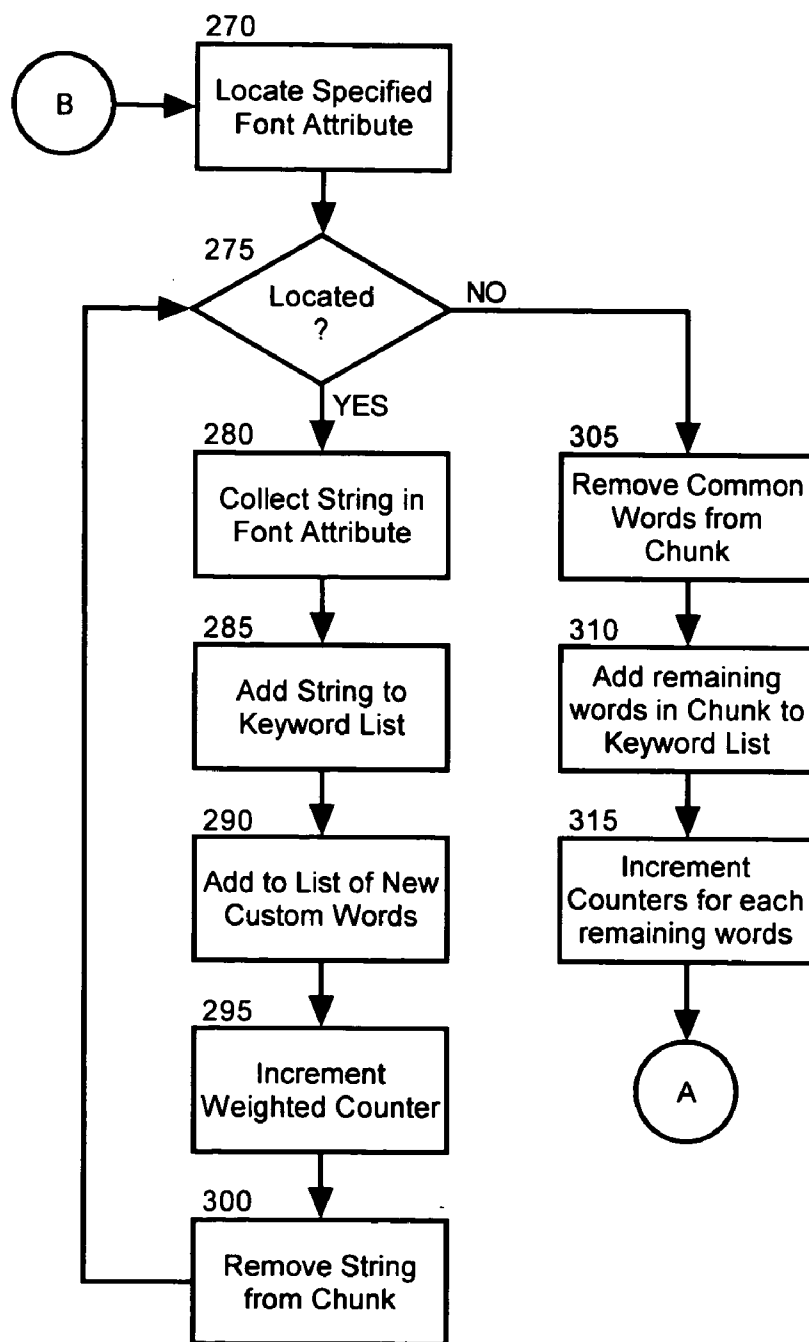 270
B
Locate Specified
Font Attribute
275
Located
?
NO
YES
280
Collect String in
Font Attribute
285
Add String to
Keyword List
290
Add to List of New
Custom Words
295
Increment
Weighted Counter
300
Remove String
from Chunk
305
Remove Common
Words from
Chunk
310
Add remaining
words in Chunk to
Keyword List
315
Increment
Counters for each
remaining words
A